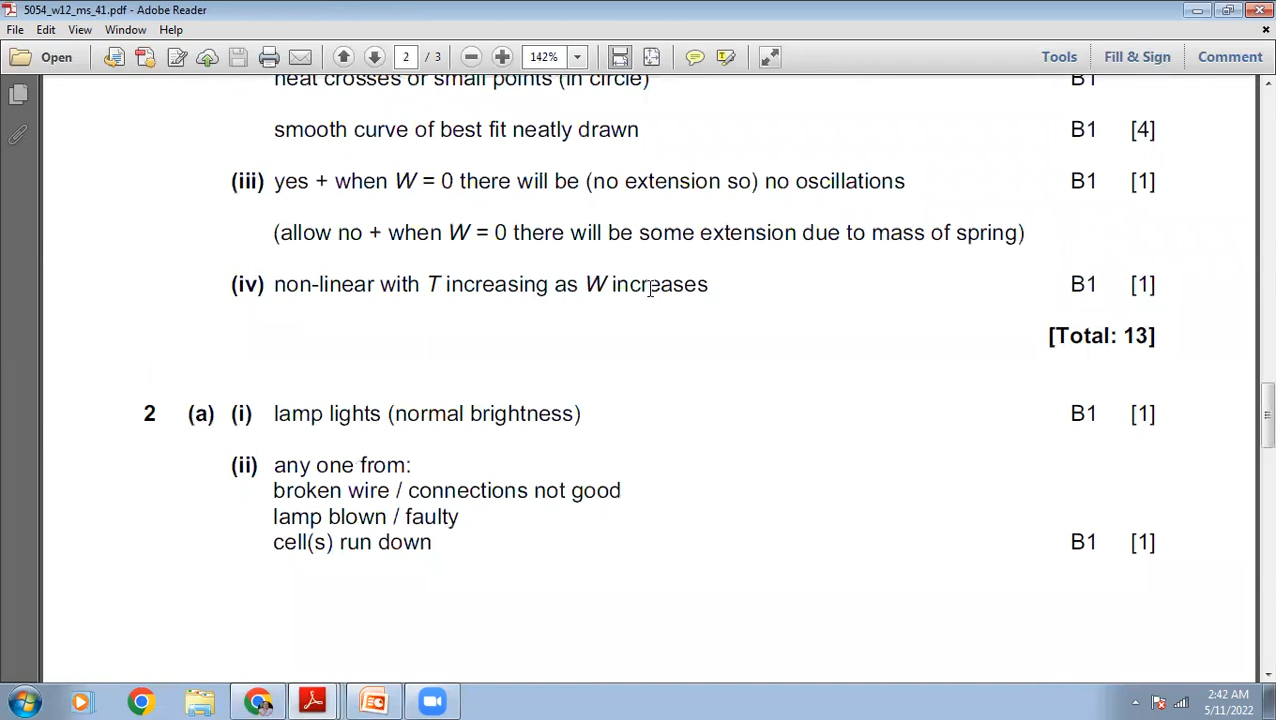 5054_w12_ms_41.pdf - Adobe Reader
File Edit View Window Help
Open 2 / 3 142% Tools Fill & Sign Comment
neat crosses or small points (in circle) B1
smooth curve of best fit neatly drawn B1 [4]
(iii) yes + when W = 0 there will be (no extension so) no oscillations B1 [1]
(allow no + when W = 0 there will be some extension due to mass of spring)
(iv) non-linear with T increasing as W increases B1 [1]
[Total: 13]
2 (a) (i) lamp lights (normal brightness) B1 [1]
(ii) any one from:
broken wire / connections not good
lamp blown / faulty
cell(s) run down B1 [1]
2:42 AM
5/11/2022